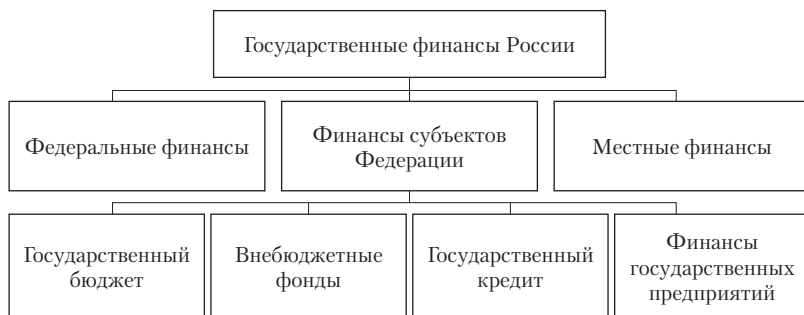 Государственные финансы России
Федеральные финансы
Финансы субъектов
Федерации
Местные финансы
Государственный
бюджет
Внебюджетные
фонды
Государственный
кредит
Финансы
государственных
предприятий